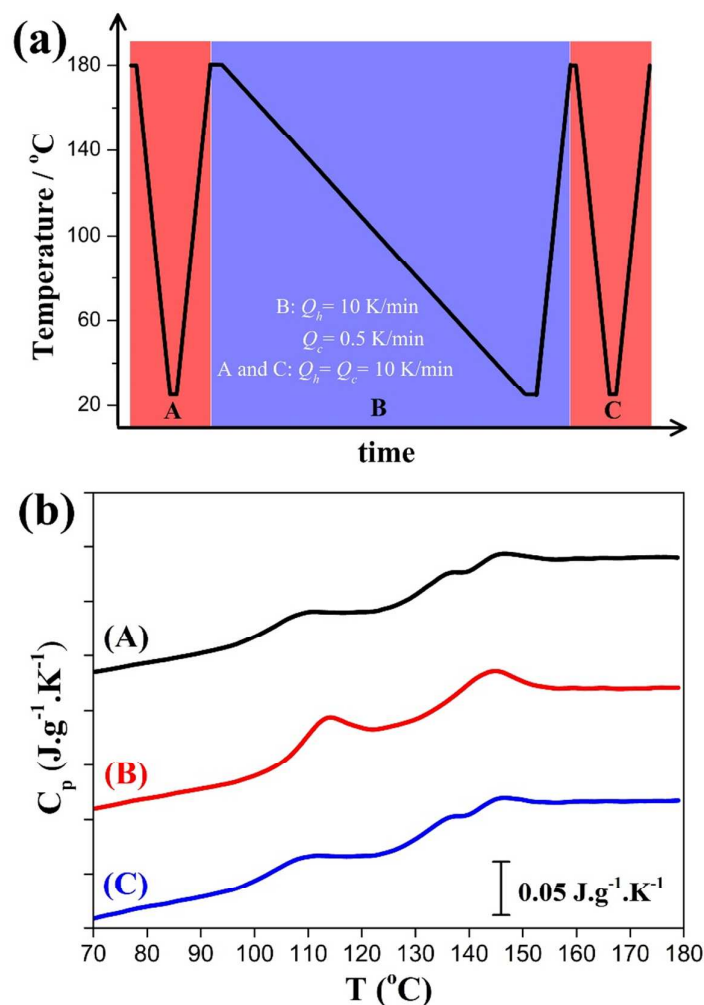 (a)
Temperature / °C
180
140
100
60
20
B: Qh= 10 K/min
Qc= 0.5 K/min
A and C: Qh= Qc= 10 K/min
A
B
C
time
(b)
Cp (J.g-1.K-1)
(A)
(B)
(C)
0.05 J.g-1.K-1
70 80 90 100 110 120 130 140 150 160 170 180
T (°C)